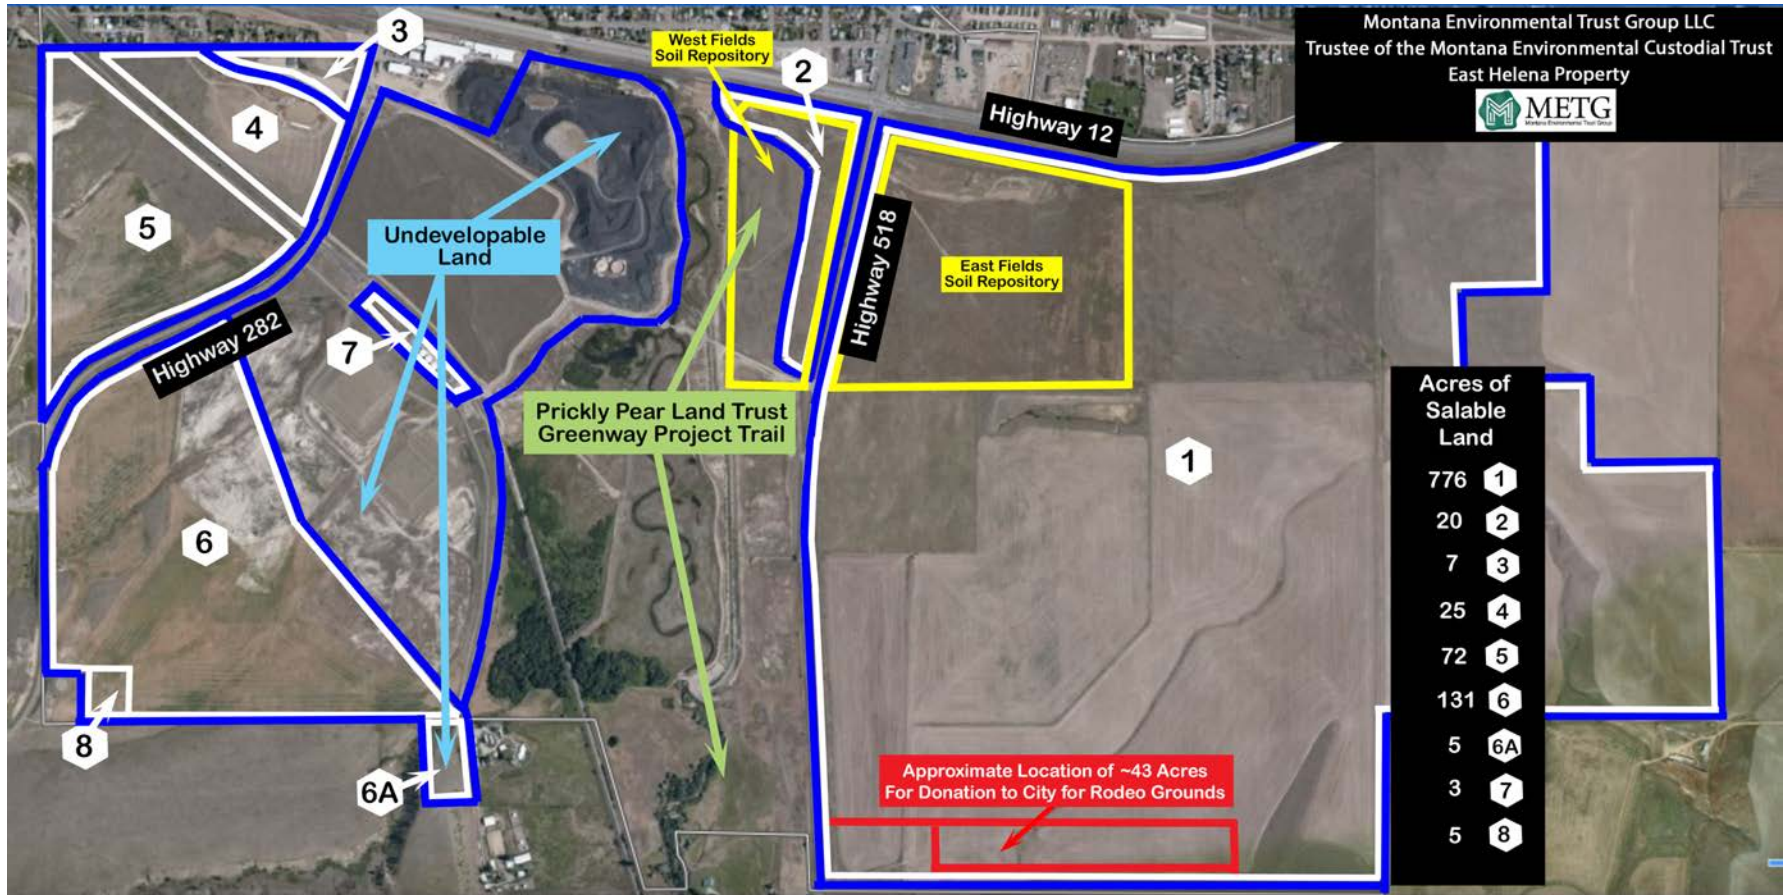 Montana Environmental Trust Group LLC
Trustee of the Montana Environmental Custodial Trust
East Helena Property
METG
Montana Environmental Trust Group
3
West Fields
Soil Repository
2
4
Highway 12
5
Undevelopable
Land
Highway 518
East Fields
Soil Repository
Highway 282
7
Prickly Pear Land Trust
Greenway Project Trail
1
6
8
6A
Approximate Location of ~43 Acres
For Donation to City for Rodeo Grounds
Acres of
Salable
Land
776 1
20 2
7 3
25 4
72 5
131 6
5 6A
3 7
5 8